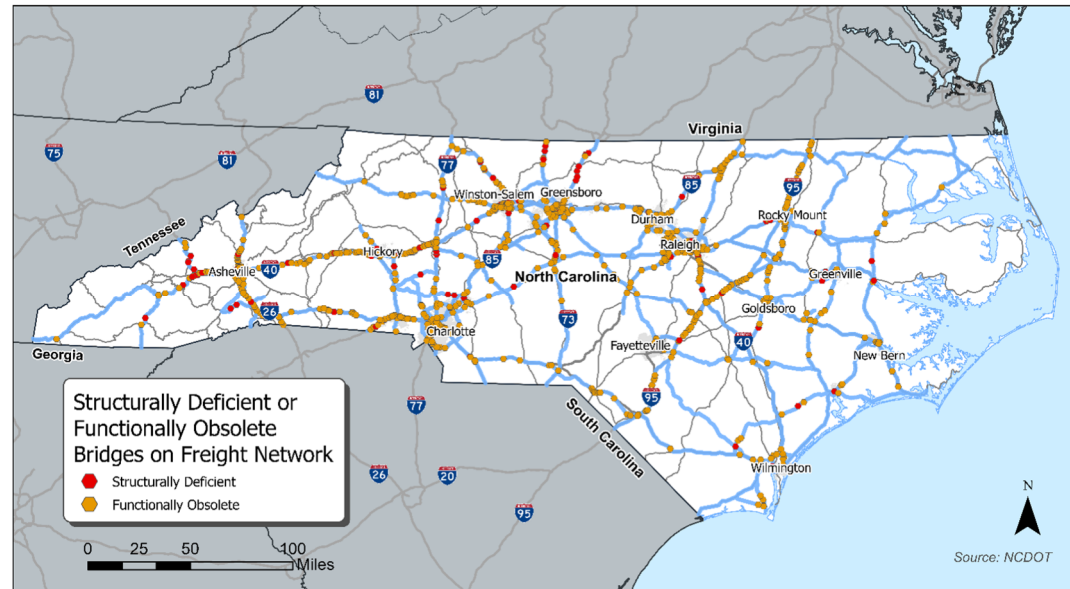 81
Virginia
75
81
77
85
95
Winston-Salem
Greensboro
Durham
Rocky Mount
Tennessee
Hickory
Raleigh
Asheville
40
85
North Carolina
Greenville
26
73
Goldsboro
Charlotte
40
Fayetteville
New Bern
Georgia
95
77
South Carolina
Structurally Deficient or
Functionally Obsolete
Bridges on Freight Network
Structurally Deficient
Functionally Obsolete
26
20
95
Wilmington
N
0 25 50 100
Miles
Source: NCDOT